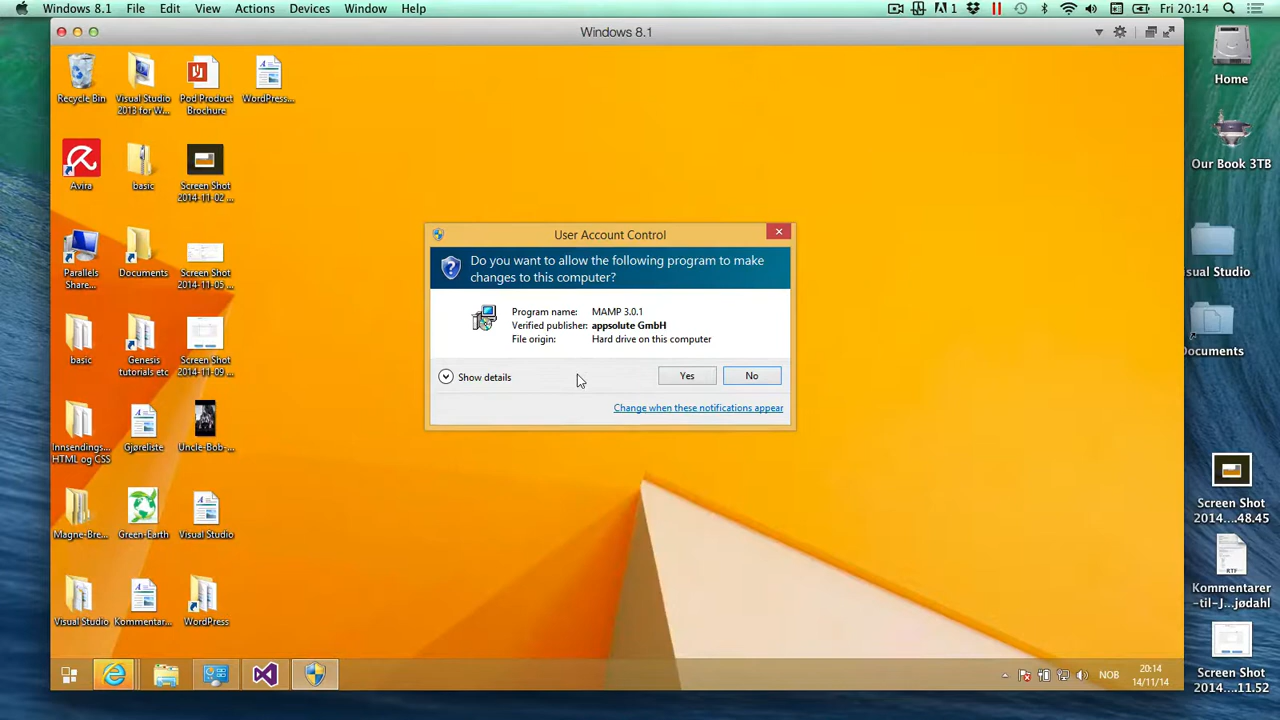 Windows 8.1 File Edit View Actions Devices Window Help
1 Fri 20:14
Windows 8.1
Recycle Bin
Visual Studio
2013 for W...
Pod Product
Brochure
WordPress...
Home
Our Book 3TB
Avira
basic
Screen Shot
2014-11-02 ...
User Account Control
Do you want to allow the following program to make
changes to this computer?
Program name: MAMP 3.0.1
Verified publisher: appsolute GmbH
File origin: Hard drive on this computer
Show details
Yes
No
Change when these notifications appear
Parallels
Share...
Documents
Screen Shot
2014-11-05 ...
isual Studio
basic
Genesis
tutorials etc
Screen Shot
2014-11-09 ...
Documents
Innsendings...
HTML og CSS
Gjøreliste
Uncle-Bob-...
Magne-Bre...
Green-Earth
Visual Studio
Screen Shot
2014....48.45
RTF
Kommentarer
-til-J...jødahl
Visual Studio
Kommentar...
WordPress
Screen Shot
2014....11.52
NOB
20:14
14/11/14